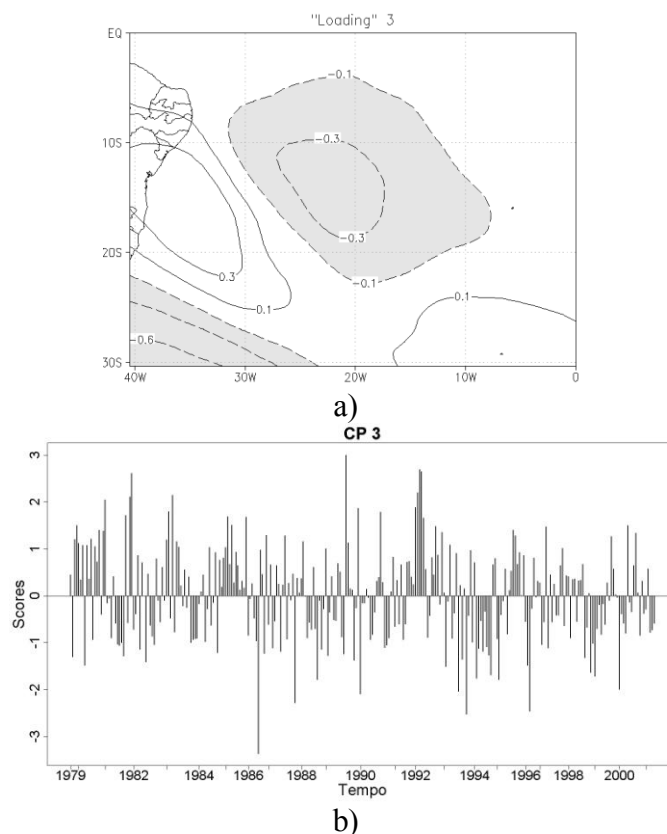 "Loading" 3
EQ
-0.1
-0.3
10S
-0.3
20S
0.3
-0.1
0.1
0.1
-0.6
30S
40W 30W 20W 10W 0
a)
CP 3
3
2
1
Scores
0
-1
-2
-3
1979 1982 1984 1986 1988 1990 1992 1994 1996 1998 2000
Tempo
b)